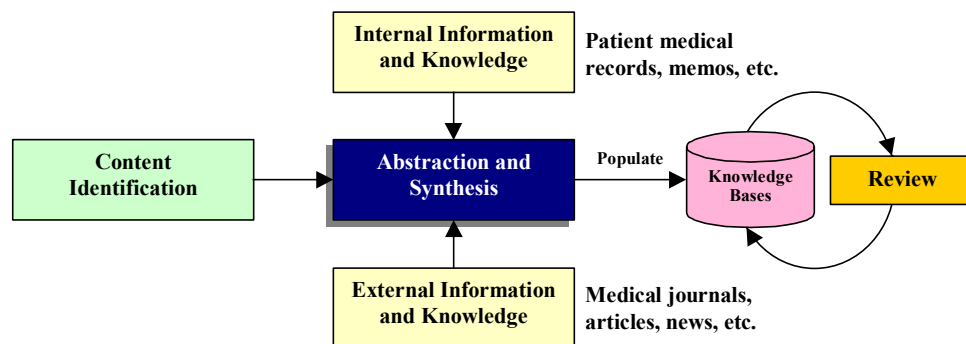 Internal Information
and Knowledge
Patient medical
records, memos, etc.
Content
Identification
Abstraction and
Synthesis
Populate
Knowledge
Bases
Review
External Information
and Knowledge
Medical journals,
articles, news, etc.